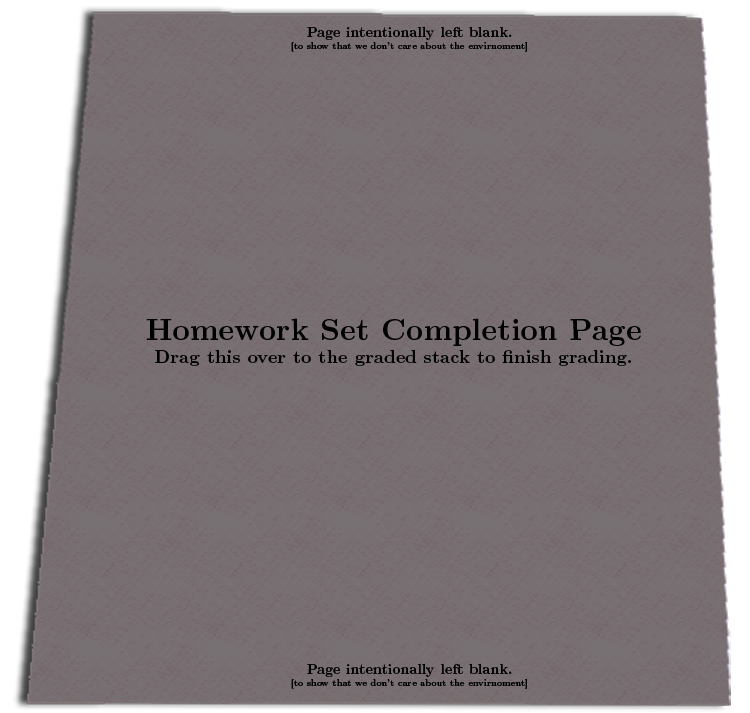 Page intentionally left blank.
[to show that we don't care about the envirnoment]
Homework Set Completion Page
Drag this over to the graded stack to finish grading.
Page intentionally left blank.
[to show that we don't care about the envirnoment]